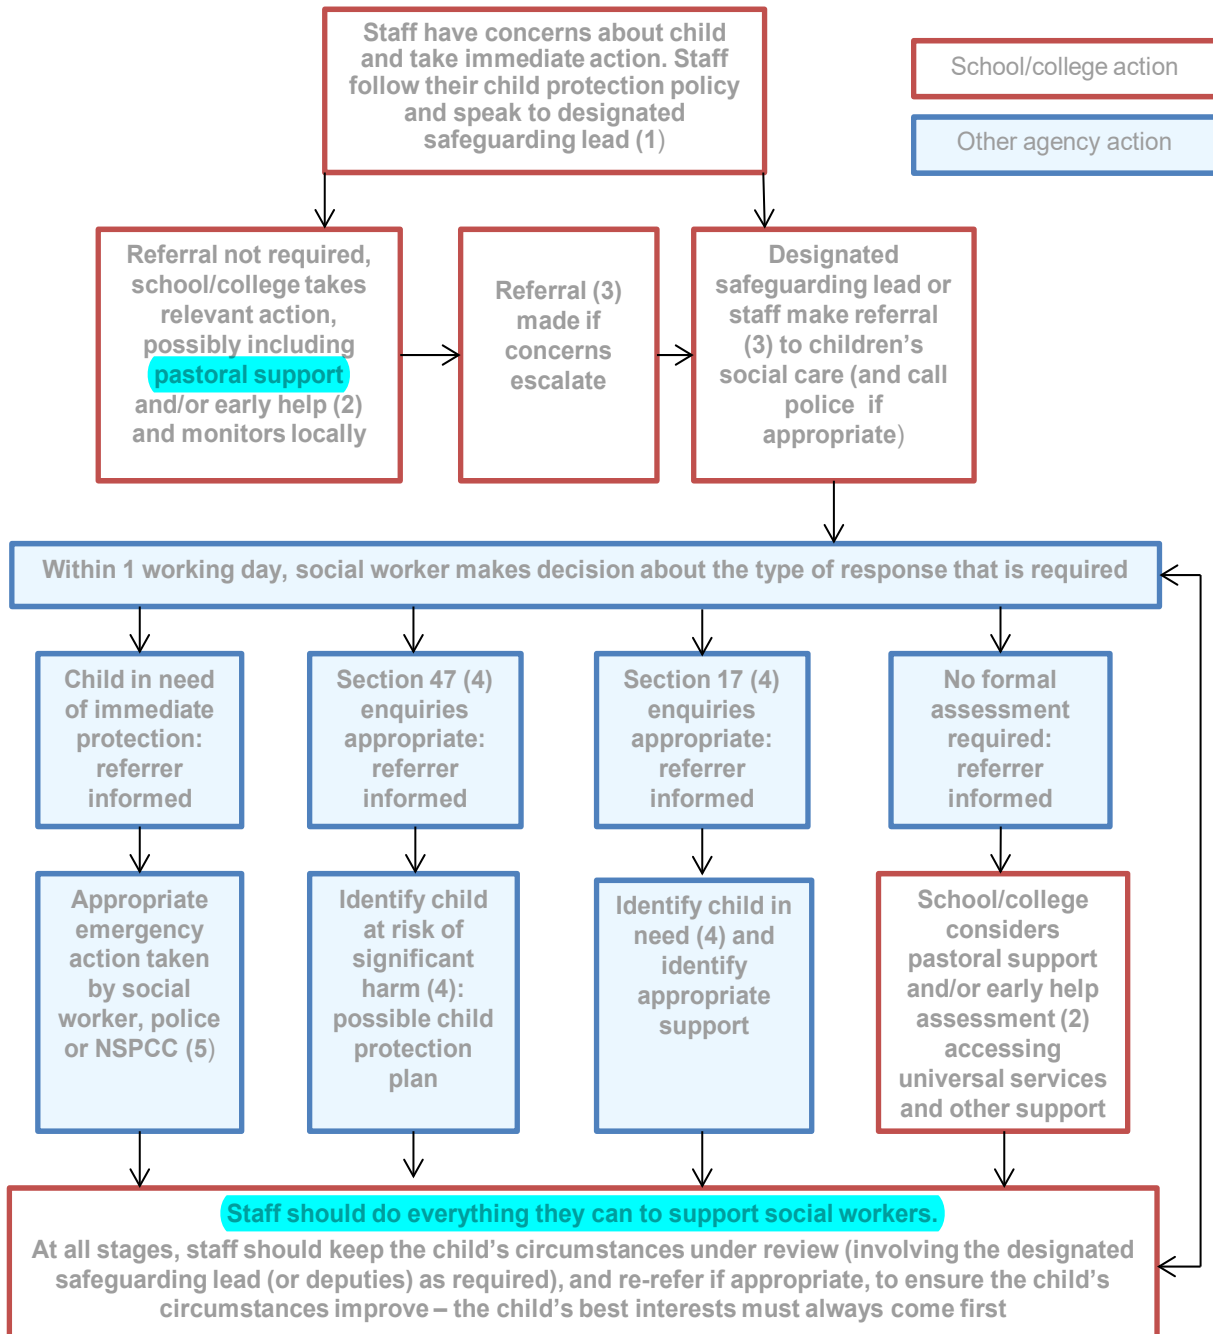 Staff have concerns about child
and take immediate action. Staff
follow their child protection policy
and speak to designated
safeguarding lead (1)
School/college action
Other agency action
Referral not required,
school/college takes
relevant action,
possibly including
pastoral support
and/or early help (2)
and monitors locally
Referral (3)
made if
concerns
escalate
Designated
safeguarding lead or
staff make referral
(3) to children’s
social care (and call
police if
appropriate)
Within 1 working day, social worker makes decision about the type of response that is required
Child in need
of immediate
protection:
referrer
informed
Section 47 (4)
enquiries
appropriate:
referrer
informed
Section 17 (4)
enquiries
appropriate:
referrer
informed
No formal
assessment
required:
referrer
informed
Appropriate
emergency
action taken
by social
worker, police
or NSPCC (5)
Identify child
at risk of
significant
harm (4):
possible child
protection
plan
Identify child in
need (4) and
identify
appropriate
support
School/college
considers
pastoral support
and/or early help
assessment (2)
accessing
universal services
and other support
Staff should do everything they can to support social workers.
At all stages, staff should keep the child’s circumstances under review (involving the designated
safeguarding lead (or deputies) as required), and re-refer if appropriate, to ensure the child’s
circumstances improve – the child’s best interests must always come first